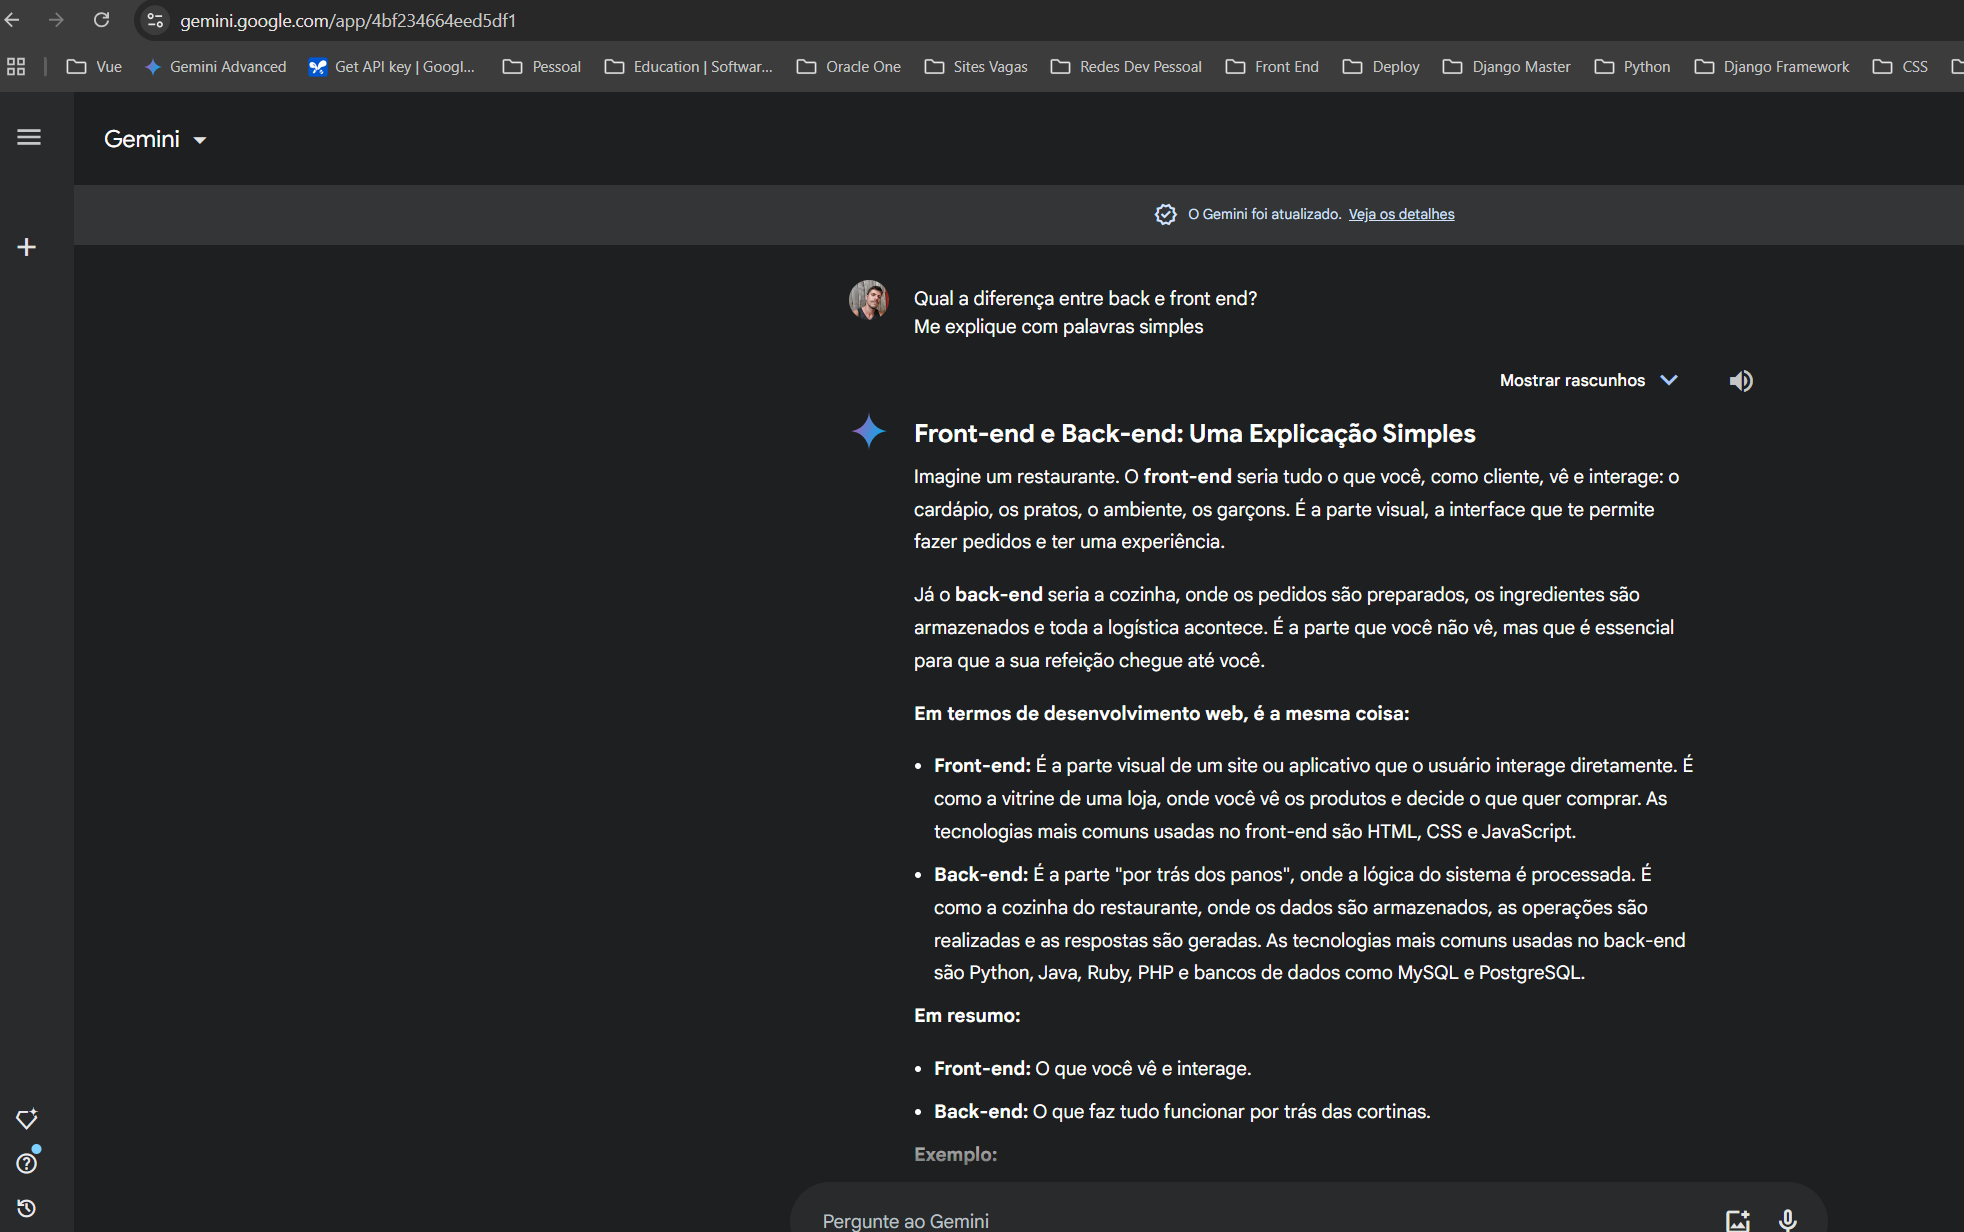 gemini.google.com/app/4bf234664eed5df1
Vue Gemini Advanced Get API key | Googl... Pessoal Education | Softwar... Oracle One Sites Vagas Redes Dev Pessoal Front End Deploy Django Master Python Django Framework CSS
Gemini
O Gemini foi atualizado. Veja os detalhes
Qual a diferença entre back e front end?
Me explique com palavras simples
Mostrar rascunhos
Front-end e Back-end: Uma Explicação Simples
Imagine um restaurante. O front-end seria tudo o que você, como cliente, vê e interage: o
cardápio, os pratos, o ambiente, os garçons. É a parte visual, a interface que te permite
fazer pedidos e ter uma experiência.
Já o back-end seria a cozinha, onde os pedidos são preparados, os ingredientes são
armazenados e toda a logística acontece. É a parte que você não vê, mas que é essencial
para que a sua refeição chegue até você.
Em termos de desenvolvimento web, é a mesma coisa:
• Front-end: É a parte visual de um site ou aplicativo que o usuário interage diretamente. É
como a vitrine de uma loja, onde você vê os produtos e decide o que quer comprar. As
tecnologias mais comuns usadas no front-end são HTML, CSS e JavaScript.
• Back-end: É a parte "por trás dos panos", onde a lógica do sistema é processada. É
como a cozinha do restaurante, onde os dados são armazenados, as operações são
realizadas e as respostas são geradas. As tecnologias mais comuns usadas no back-end
são Python, Java, Ruby, PHP e bancos de dados como MySQL e PostgreSQL.
Em resumo:
• Front-end: O que você vê e interage.
• Back-end: O que faz tudo funcionar por trás das cortinas.
Exemplo:
Pergunte ao Gemini